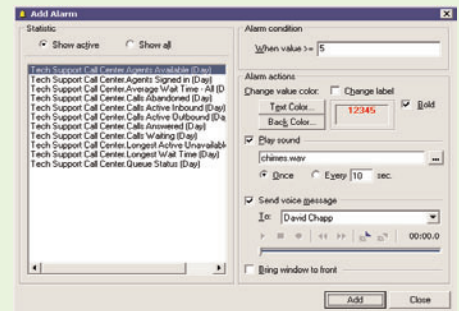 Add Alarm
Statistic
Show active
Show all
Tech Support Call Center.Agents Available (Day)
Tech Support Call Center.Agents Signed in (Day)
Tech Support Call Center.Average Wait Time - All (D
Tech Support Call Center.Calls Abandoned (Day)
Tech Support Call Center.Calls Active Inbound (Day)
Tech Support Call Center.Calls Active Outbound (Da
Tech Support Call Center.Calls Answered (Day)
Tech Support Call Center.Calls Waiting (Day)
Tech Support Call Center.Longest Active Unavailabl
Tech Support Call Center.Longest Wait Time (Day)
Tech Support Call Center.Queue Status (Day)
Alarm condition
When value >= 5
Alarm actions
Change value color:
Change label
Text Color...
Back Color...
12345
Bold
Play sound
chimes.wav
...
Once
Every 10 sec.
Send voice message
To: David Chapp
00:00.0
Bring window to front
Add
Close